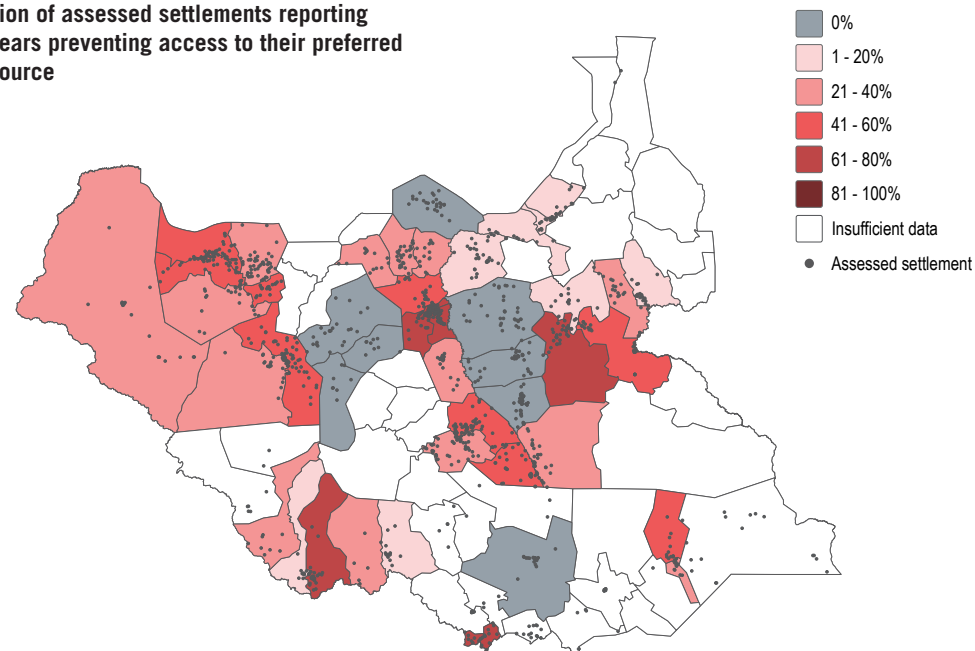 ion of assessed settlements reporting
ears preventing access to their preferred
ource
0%
1 - 20%
21 - 40%
41 - 60%
61 - 80%
81 - 100%
Insufficient data
Assessed settlement